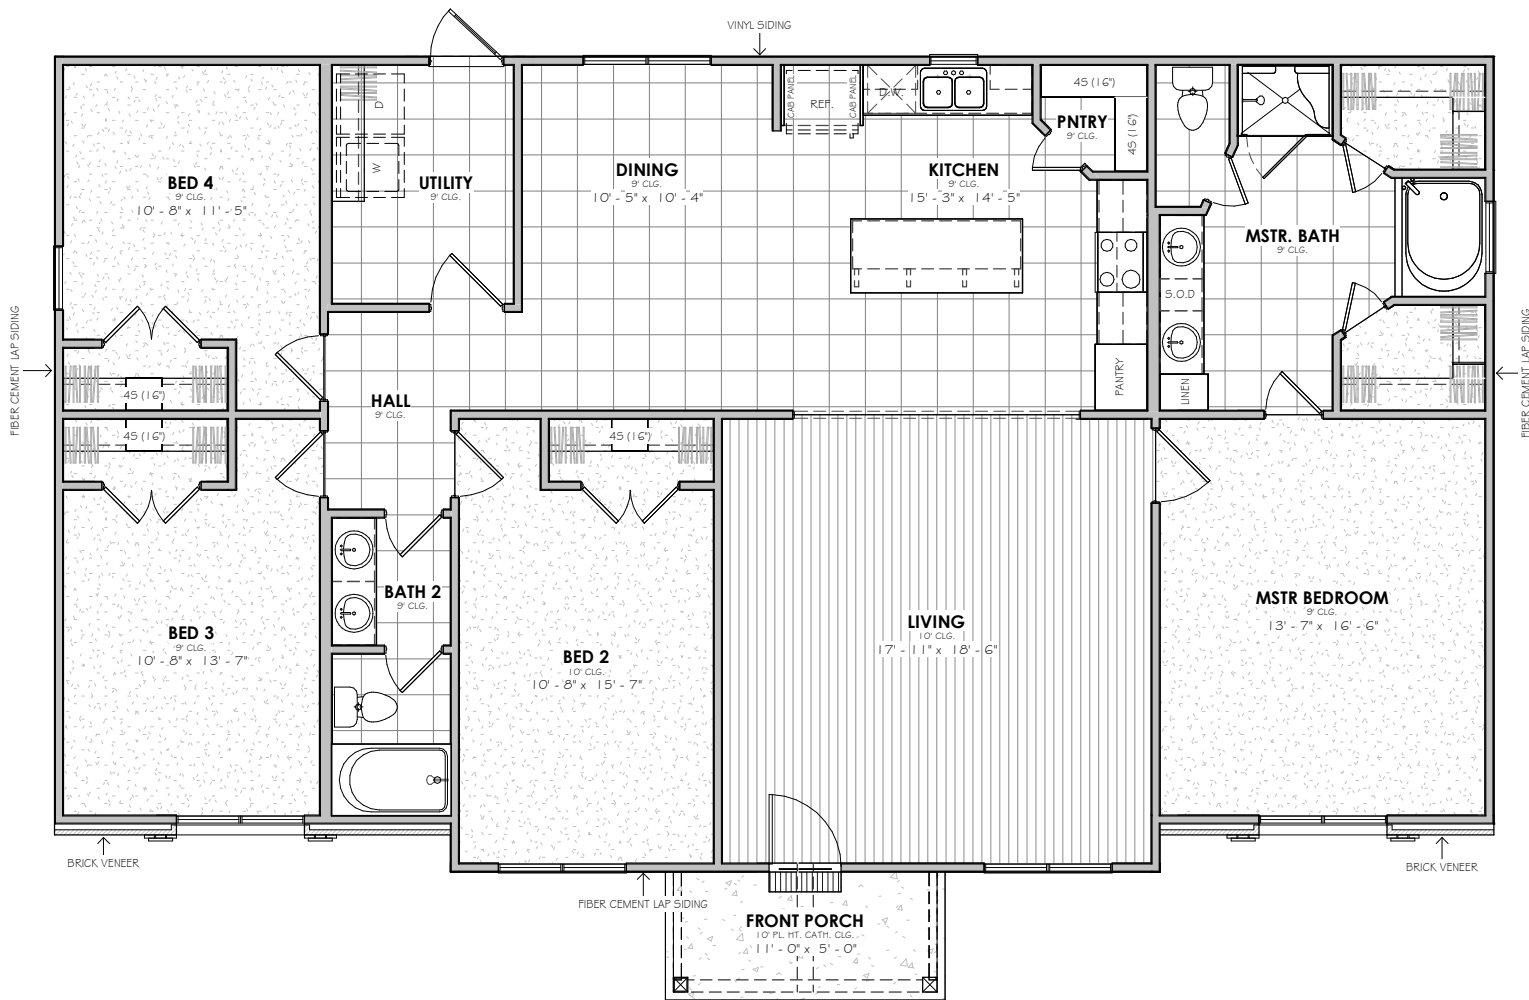 VINYL SIDING
BED 4
9' CLG.
10' - 8" x 11' - 5"
D
W
UTILITY
9' CLG.
DINING
9' CLG.
10' - 5" x 10' - 4"
CAB PANEL
REF.
CAB PANEL
D.W.
KITCHEN
9' CLG.
15' - 3" x 14' - 5"
4S (16")
PNTRY
9' CLG.
4S (16")
MSTR. BATH
9' CLG.
S.O.D
LINEN
PANTRY
FIBER CEMENT LAP SIDING
FIBER CEMENT LAP SIDING
4S (16")
HALL
9' CLG.
4S (16")
4S (16")
BATH 2
9' CLG.
BED 3
9' CLG.
10' - 8" x 13' - 7"
BED 2
10' CLG.
10' - 8" x 15' - 7"
LIVING
10' CLG.
17' - 11" x 18' - 6"
MSTR BEDROOM
9' CLG.
13' - 7" x 16' - 6"
BRICK VENEER
BRICK VENEER
FIBER CEMENT LAP SIDING
FRONT PORCH
10' PL. HT. CATH. CLG.
11' - 0" x 5' - 0"